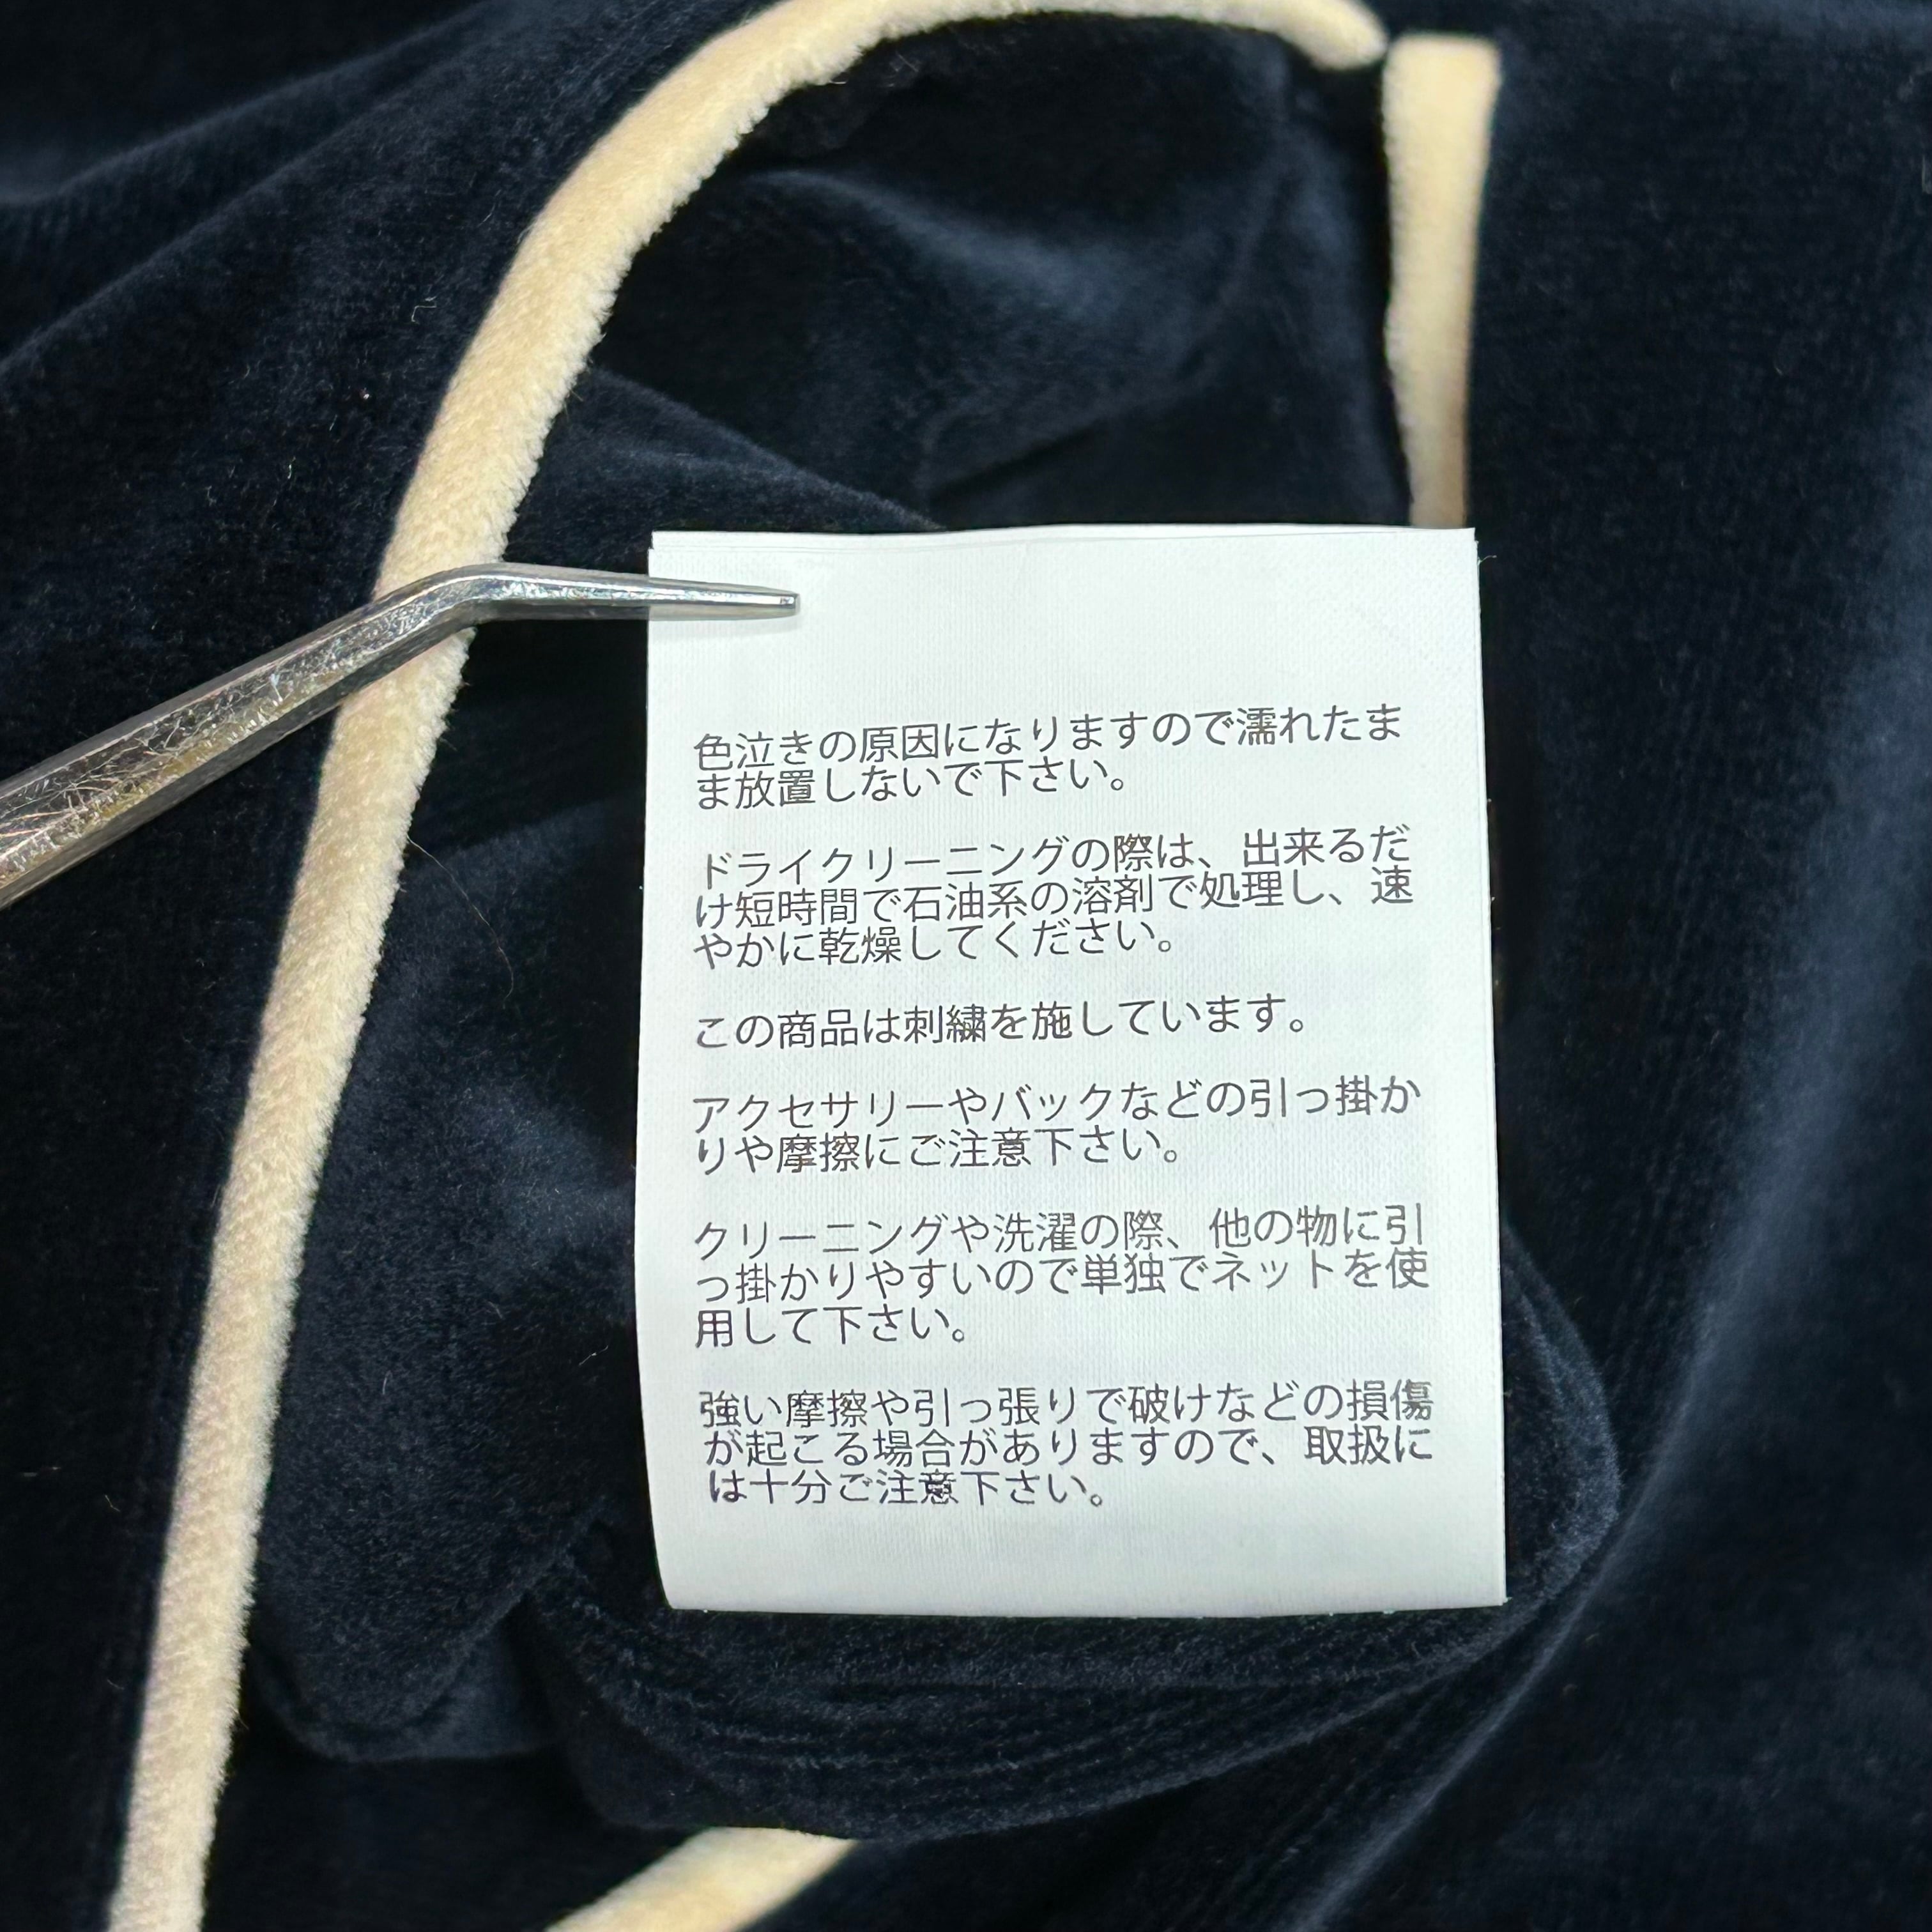 色泣きの原因になりますので濡れたま
ま放置しないで下さい。
ドライクリーニングの際は、出来るだ
け短時間で石油系の溶剤で処理し、速
やかに乾燥してください。
この商品は刺繍を施しています。
アクセサリーやバックなどの引っ掛か
りや摩擦にご注意下さい。
クリーニングや洗濯の際、他の物に引
っ掛かりやすいので単独でネットを使
用して下さい。
強い摩擦や引っ張りで破けなどの損傷
が起こる場合がありますので、取扱に
は十分ご注意下さい。